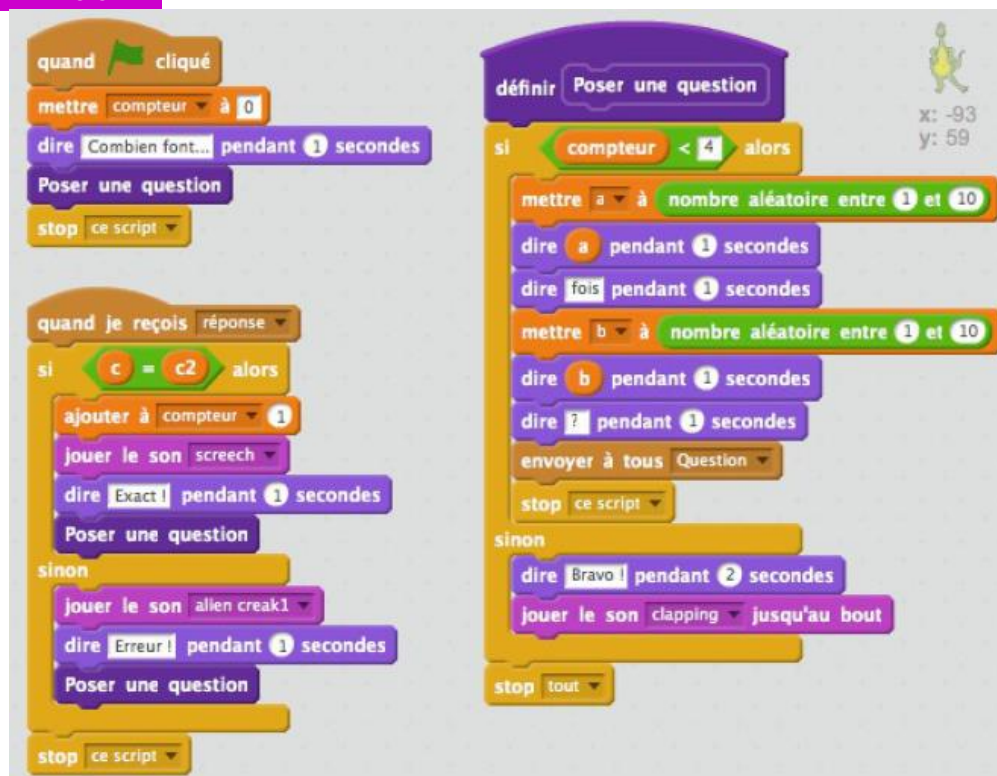 quand cliqué
mettre compteur à 0
dire Combien font... pendant 1 secondes
Poser une question
stop ce script
quand je reçois réponse
si c = c2 alors
ajouter à compteur 1
jouer le son screech
dire Exact ! pendant 1 secondes
Poser une question
sinon
jouer le son alien creak1
dire Erreur ! pendant 1 secondes
Poser une question
stop ce script
définir Poser une question
si compteur < 4 alors
mettre a à nombre aléatoire entre 1 et 10
dire a pendant 1 secondes
dire fois pendant 1 secondes
mettre b à nombre aléatoire entre 1 et 10
dire b pendant 1 secondes
dire ? pendant 1 secondes
envoyer à tous Question
stop ce script
sinon
dire Bravo ! pendant 2 secondes
jouer le son clapping jusqu'au bout
stop tout
x: -93
y: 59